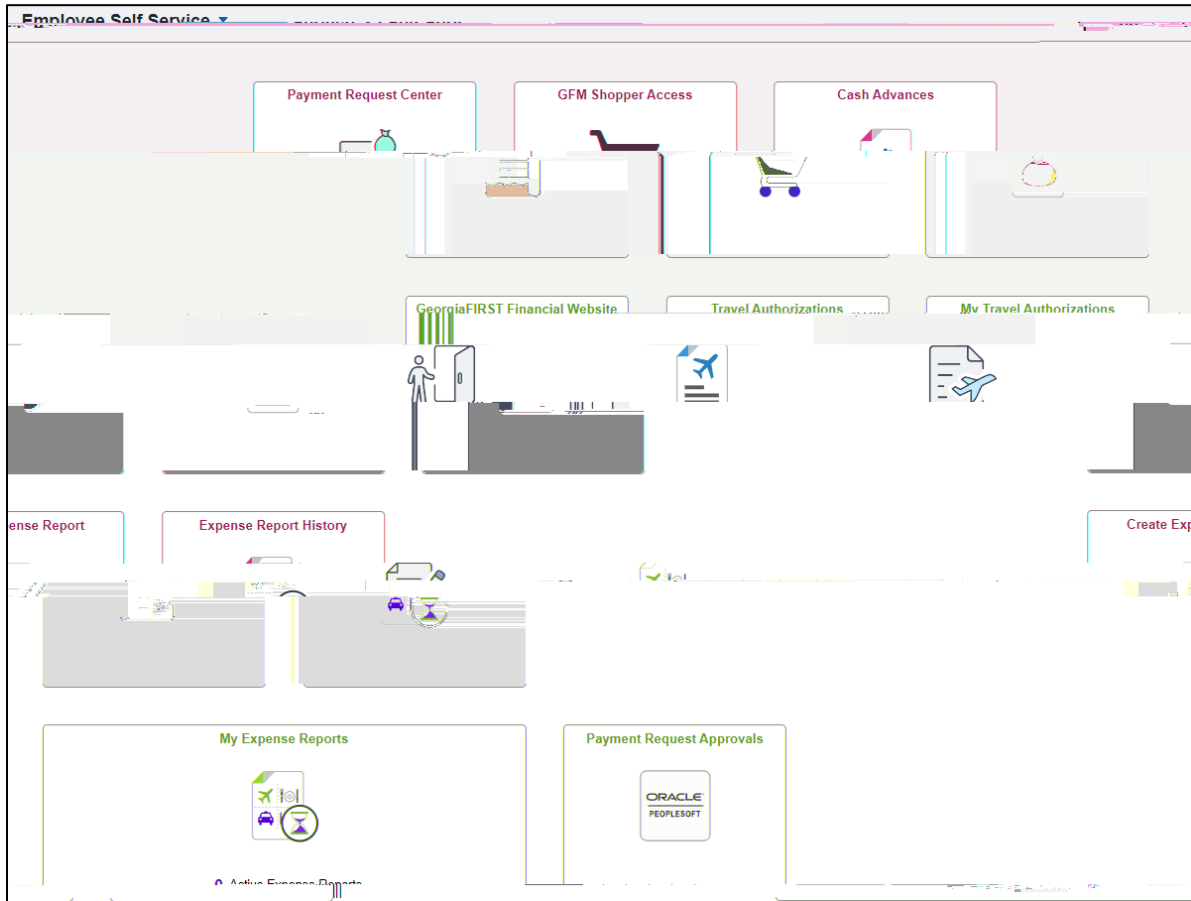 Employee Self Service
Payment Request Center
GFM Shopper Access
Cash Advances
GeorgiaFIRST Financial Website
Travel Authorizations
My Travel Authorizations
ense Report
Expense Report History
Create Exp
My Expense Reports
Payment Request Approvals
ORACLE
PEOPLESOFT
Active Expense Reports